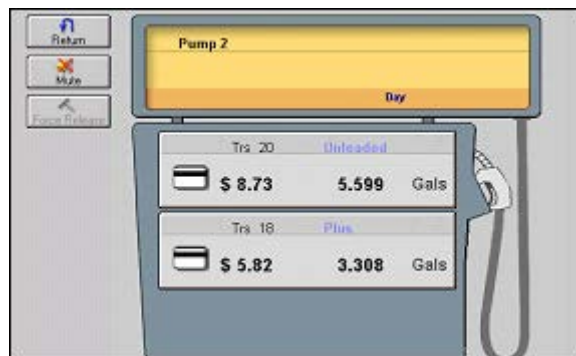 Return
Mute
Force Release
Pump 2
Day
Trs 20 Unleaded
$ 8.73 5.599 Gals
Trs 18 Plus
$ 5.82 3.308 Gals